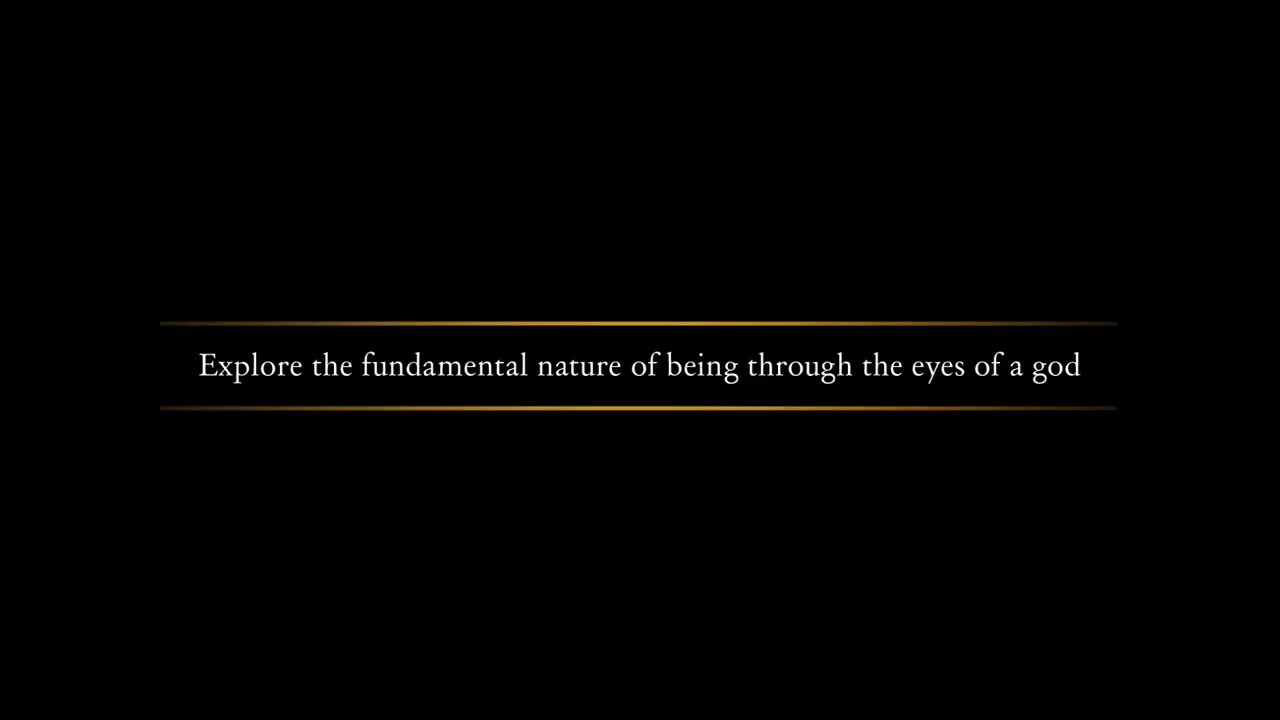 Explore the fundamental nature of being through the eyes of a god